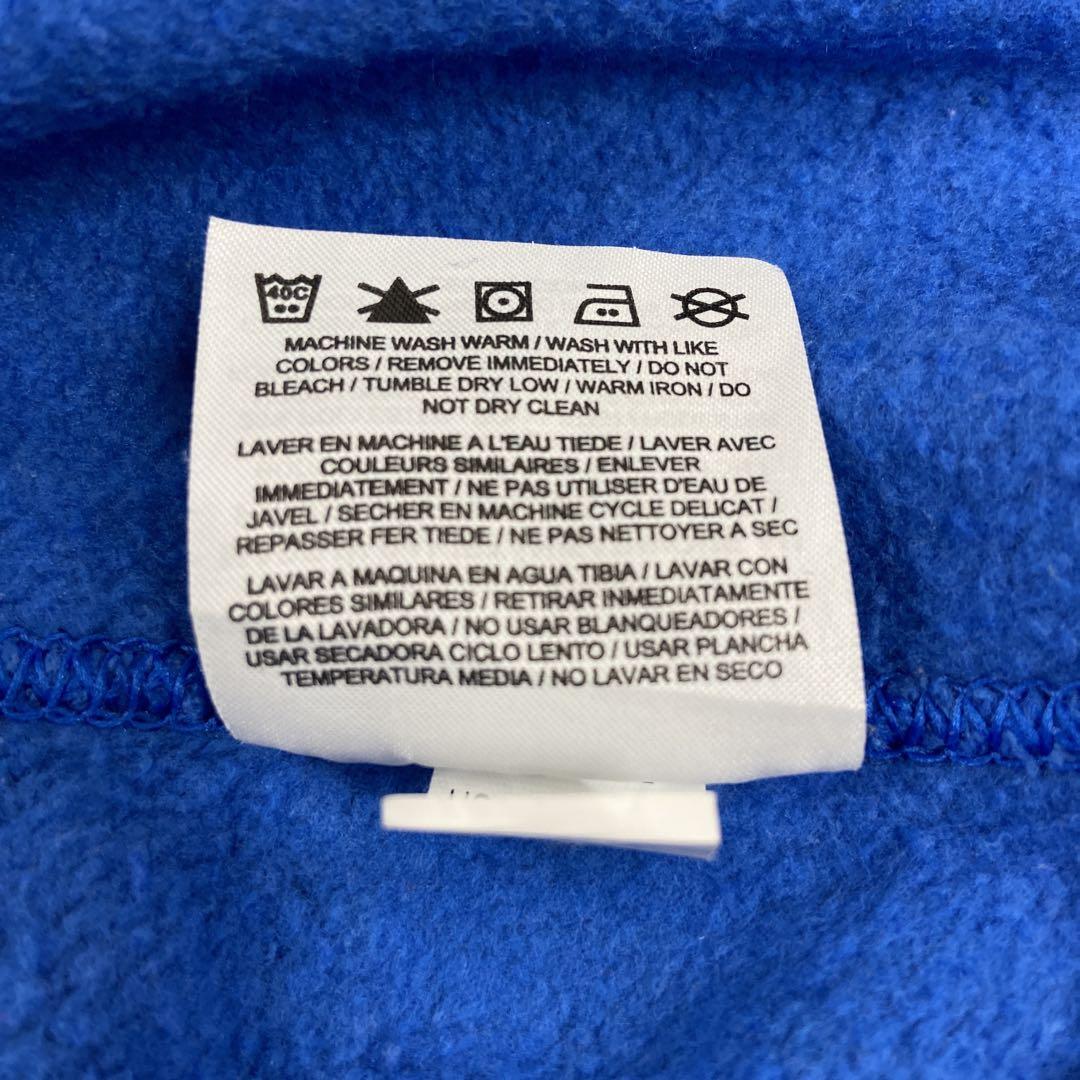 40C
MACHINE WASH WARM / WASH WITH LIKE
COLORS / REMOVE IMMEDIATELY / DO NOT
BLEACH / TUMBLE DRY LOW / WARM IRON / DO
NOT DRY CLEAN
LAVER EN MACHINE A L'EAU TIEDE / LAVER AVEC
COULEURS SIMILAIRES / ENLEVER
IMMEDIATEMENT / NE PAS UTILISER D'EAU DE
JAVEL / SECHER EN MACHINE CYCLE DELICAT /
REPASSER FER TIEDE / NE PAS NETTOYER A SEC
LAVAR A MAQUINA EN AGUA TIBIA / LAVAR CON
COLORES SIMILARES / RETIRAR INMEDIATAMENTE
DE LA LAVADORA / NO USAR BLANQUEADORES /
USAR SECADORA CICLO LENTO / USAR PLANCHA
TEMPERATURA MEDIA / NO LAVAR EN SECO